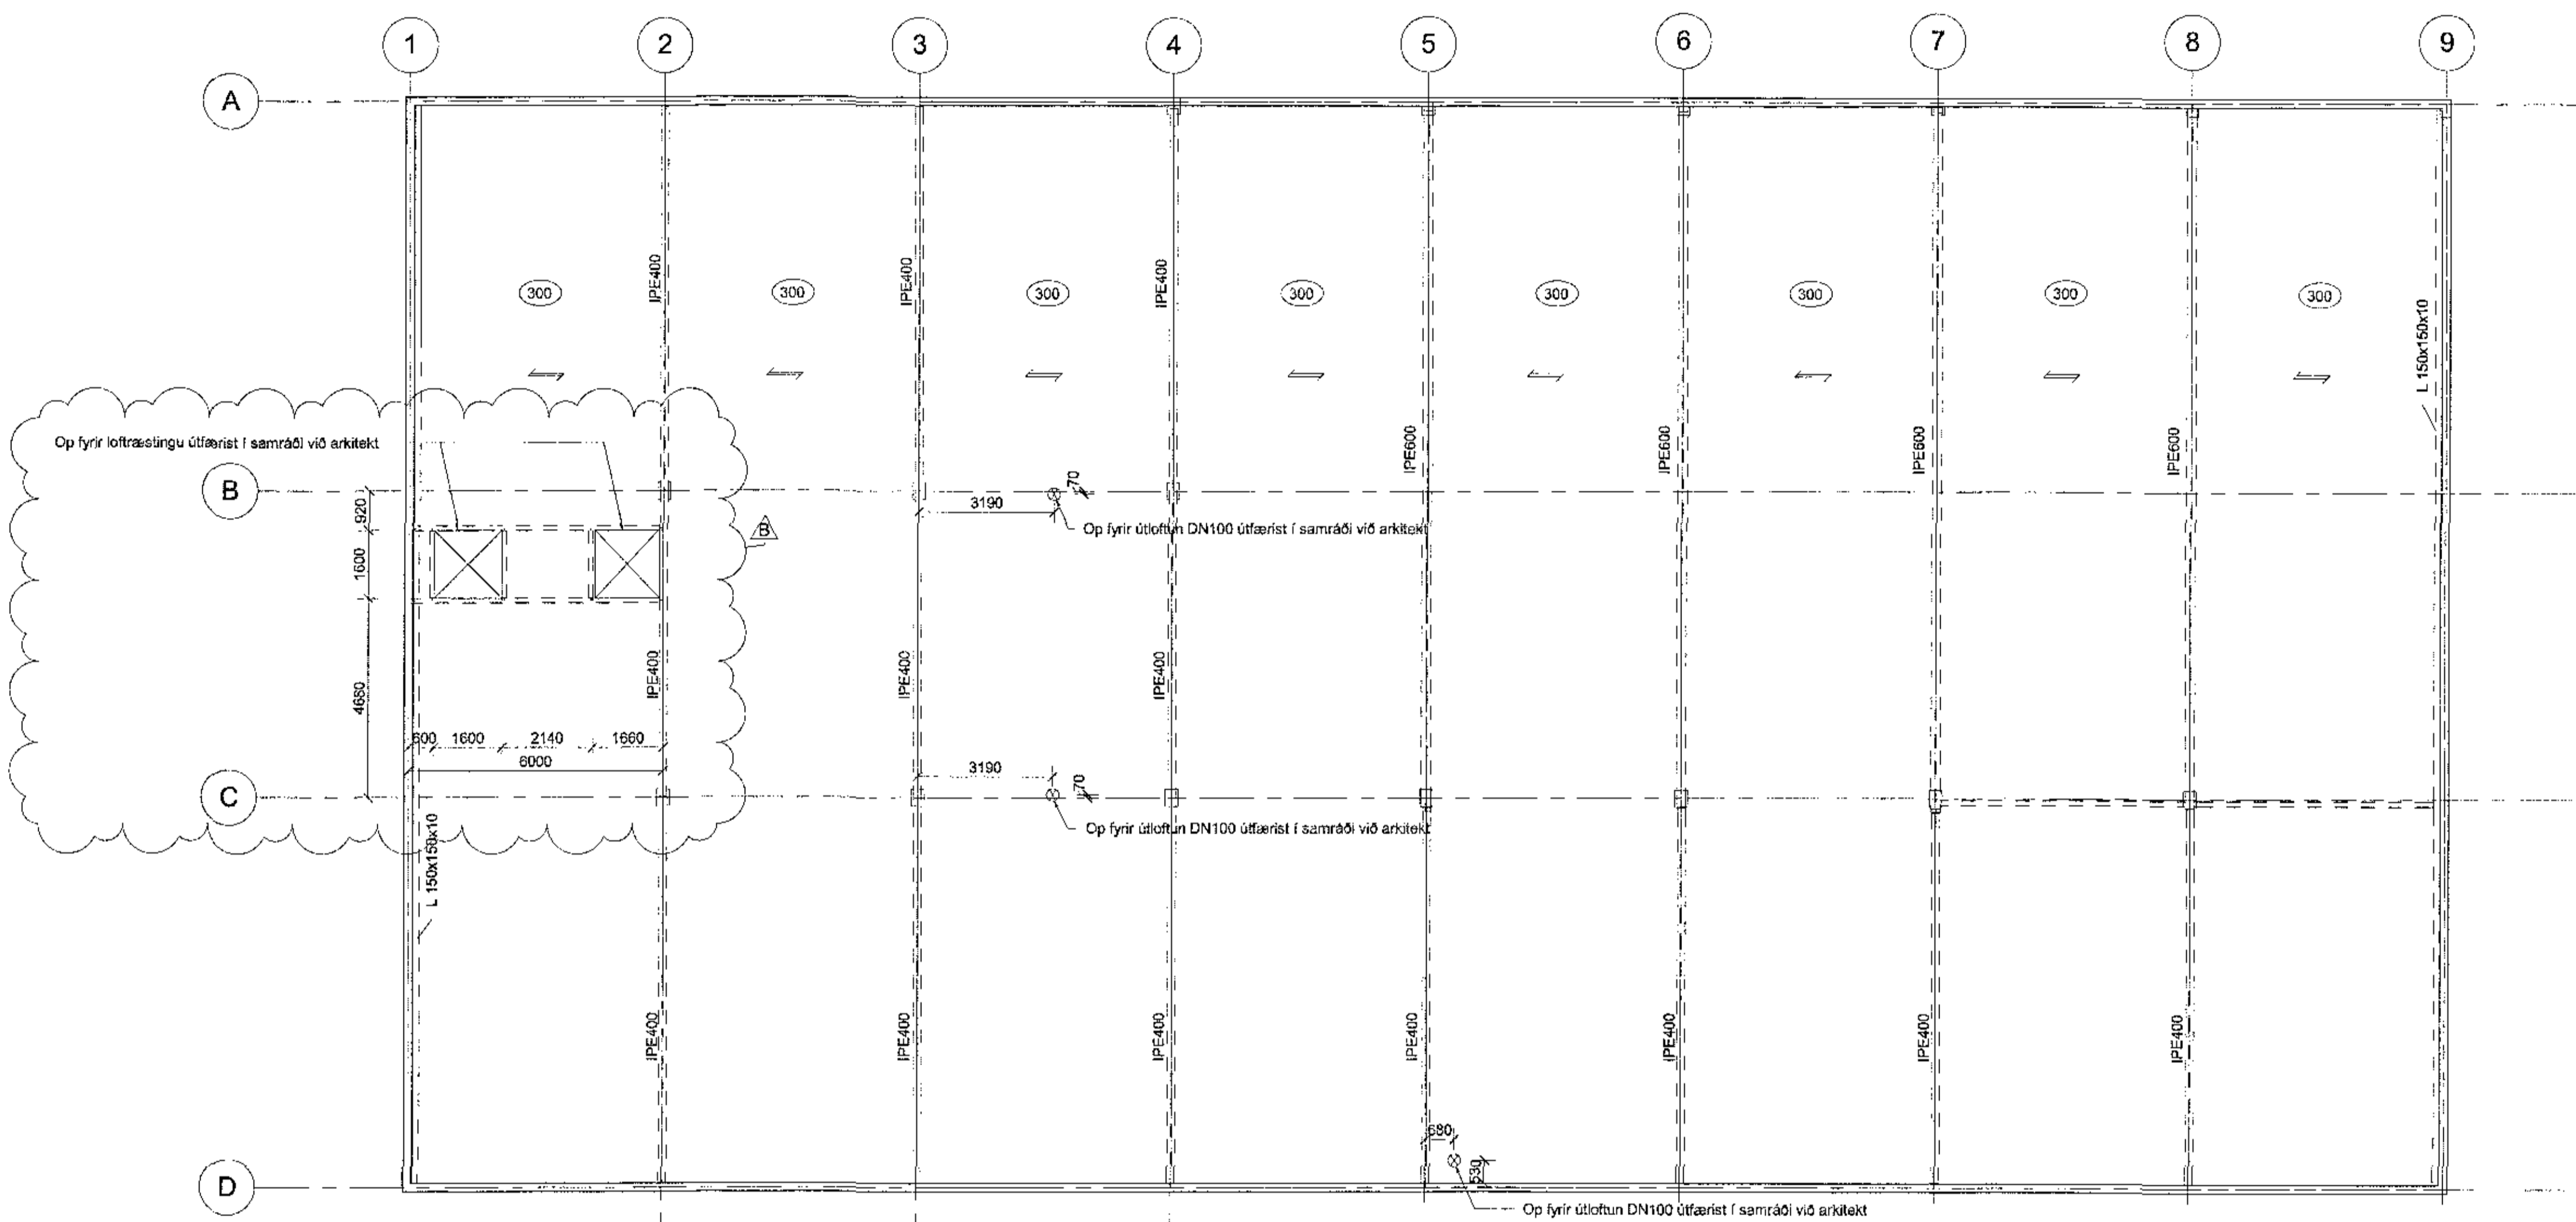 1 2 3 4 5 6 7 8 9
A
IPE400 IPE400 IPE400
300 300 300 300 300 300 300 300
L 150x150x10
Op fyrir loftræstingu útfærist í samráði við arkitekt
IPE600 IPE600 IPE600 IPE600
B
920
3190
70
Op fyrir útloftun DN100 útfærist í samráði við arkitekt
B
1600
4680
IPE400 IPE400 IPE400
600 1600 2140 1660
6000
C
3190
70
Op fyrir útloftun DN100 útfærist í samráði við arkitekt
L 150x150x10
IPE400 IPE400 IPE400 IPE400 IPE400 IPE400 IPE400
680
530
D
Op fyrir útloftun DN100 útfærist í samráði við arkitekt